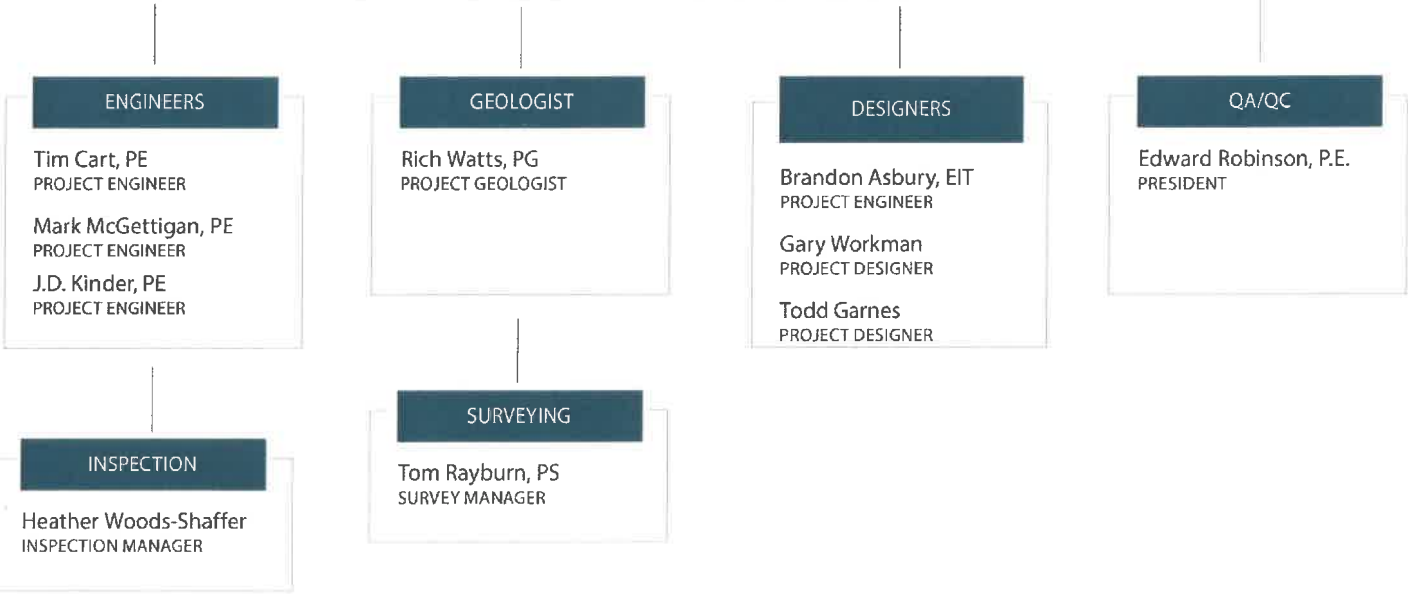 ENGINEERS
Tim Cart, PE
PROJECT ENGINEER
Mark McGettigan, PE
PROJECT ENGINEER
J.D. Kinder, PE
PROJECT ENGINEER
INSPECTION
Heather Woods-Shaffer
INSPECTION MANAGER
GEOLOGIST
Rich Watts, PG
PROJECT GEOLOGIST
SURVEYING
Tom Rayburn, PS
SURVEY MANAGER
DESIGNERS
Brandon Asbury, EIT
PROJECT ENGINEER
Gary Workman
PROJECT DESIGNER
Todd Garnes
PROJECT DESIGNER
QA/QC
Edward Robinson, P.E.
PRESIDENT